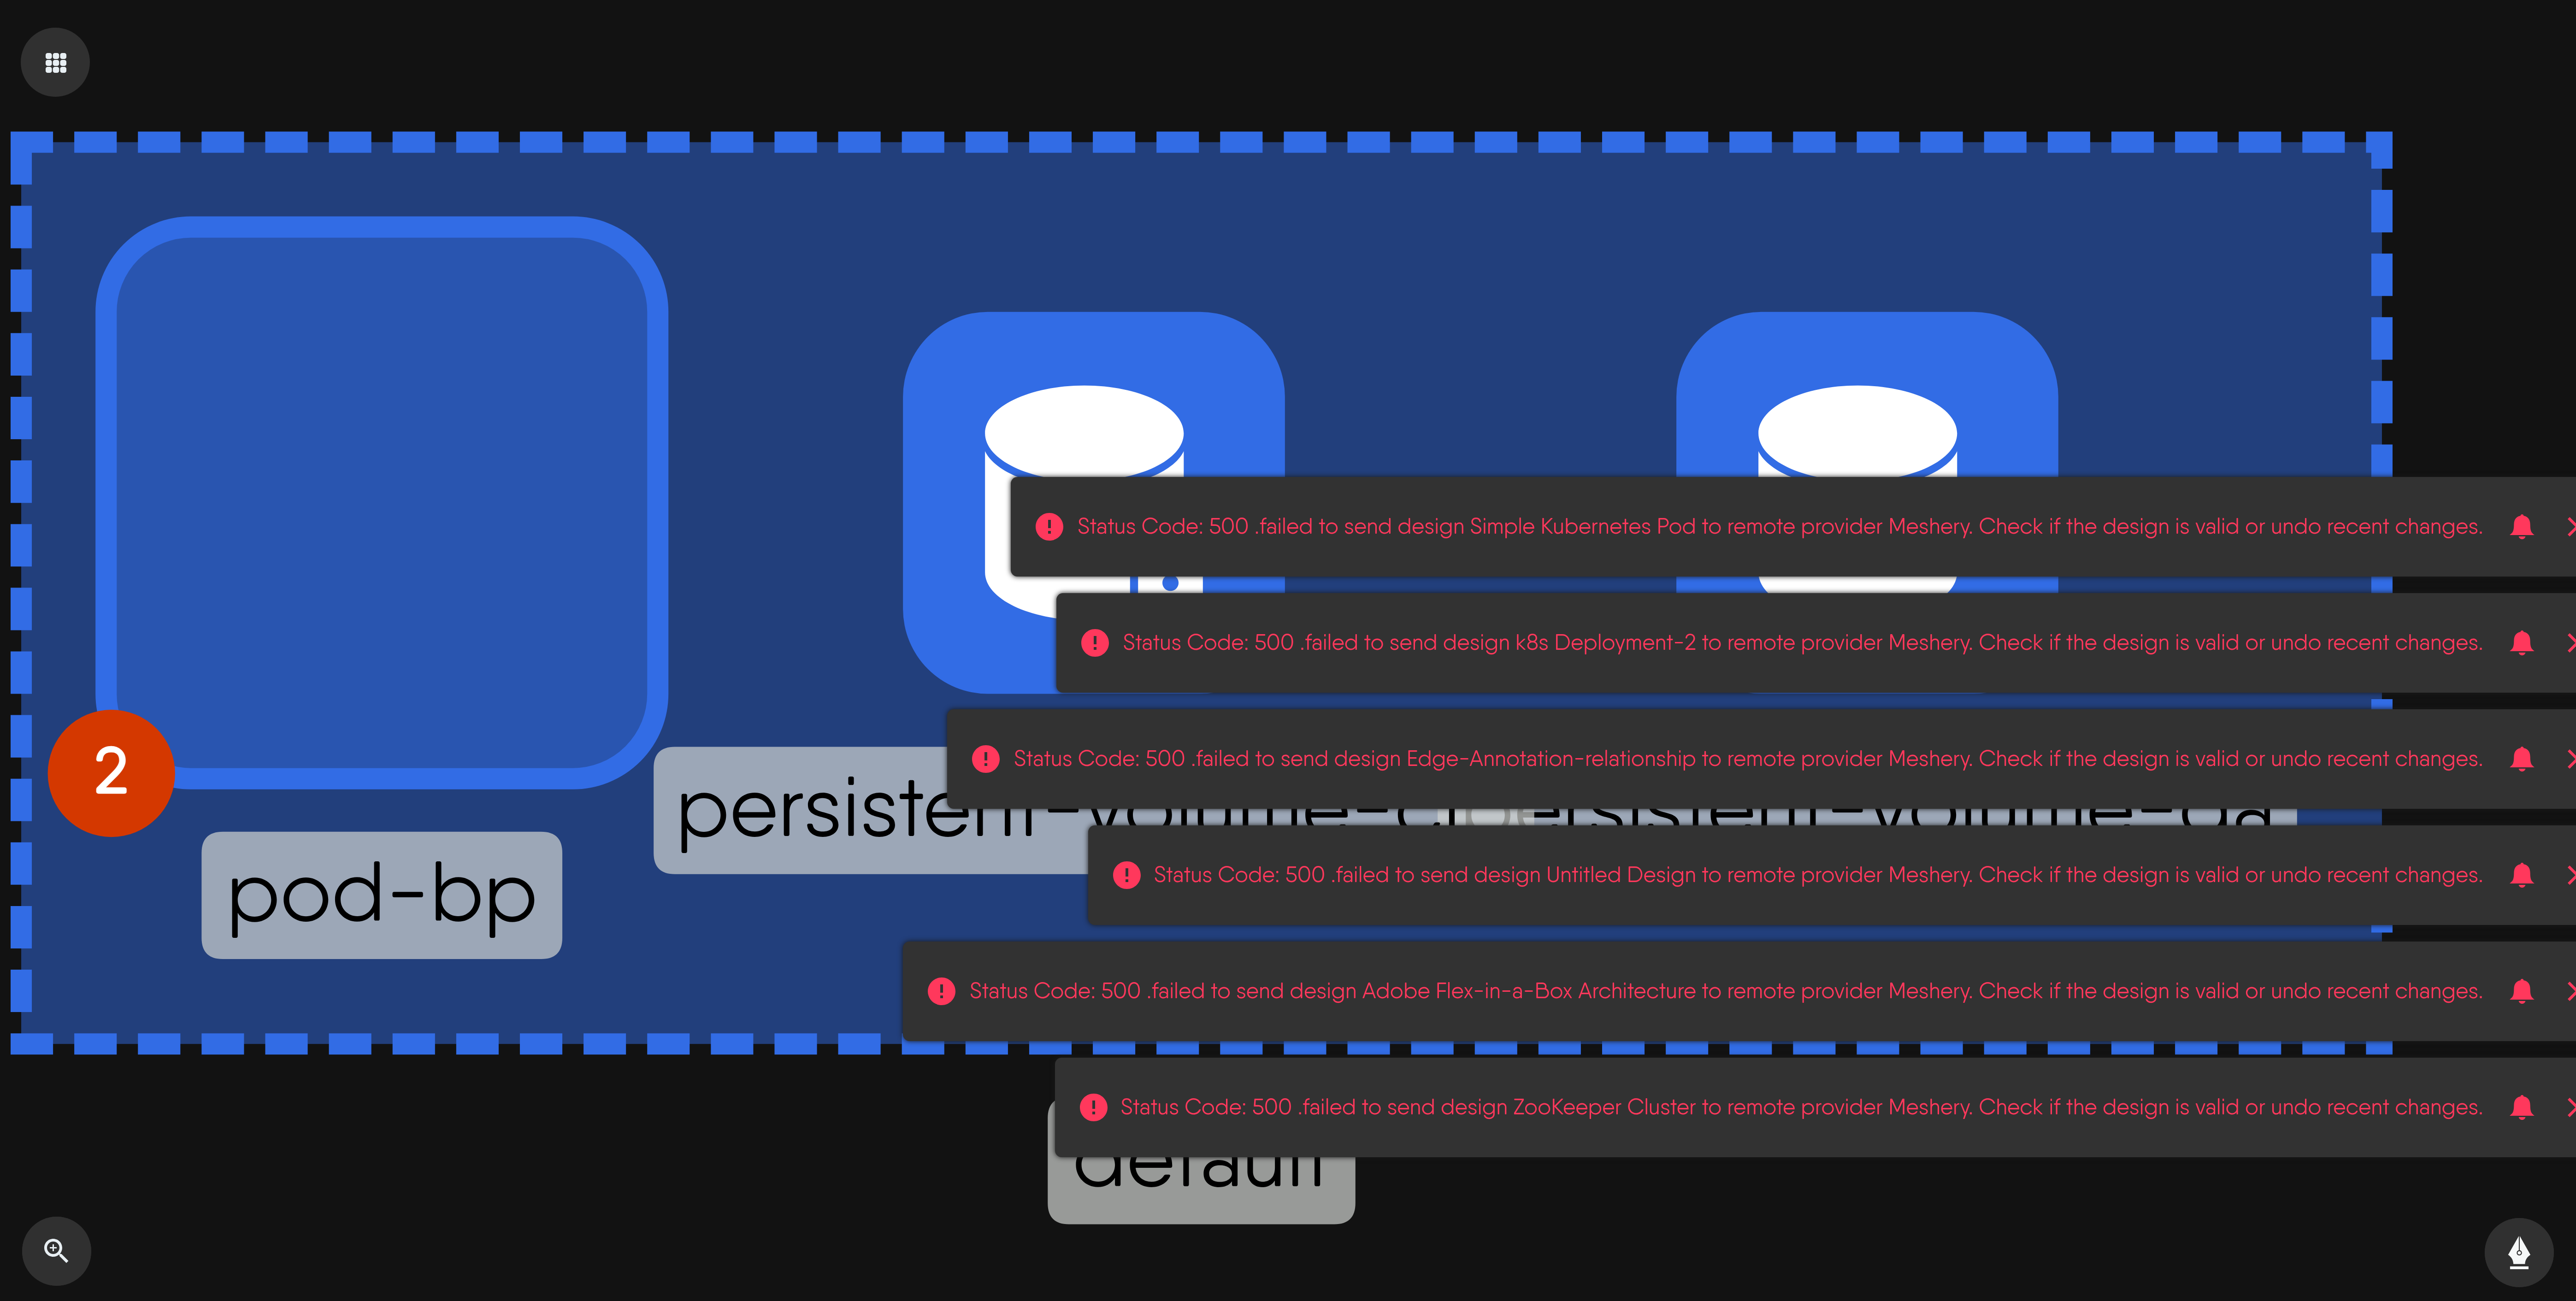 Status Code: 500 .failed to send design Simple Kubernetes Pod to remote provider Meshery. Check if the design is valid or undo recent changes.
Status Code: 500 .failed to send design k8s Deployment-2 to remote provider Meshery. Check if the design is valid or undo recent changes.
Status Code: 500 .failed to send design Edge-Annotation-relationship to remote provider Meshery. Check if the design is valid or undo recent changes.
2
persistent-volume-
persistent-volume-
Status Code: 500 .failed to send design Untitled Design to remote provider Meshery. Check if the design is valid or undo recent changes.
pod-bp
Status Code: 500 .failed to send design Adobe Flex-in-a-Box Architecture to remote provider Meshery. Check if the design is valid or undo recent changes.
Status Code: 500 .failed to send design ZooKeeper Cluster to remote provider Meshery. Check if the design is valid or undo recent changes.
default